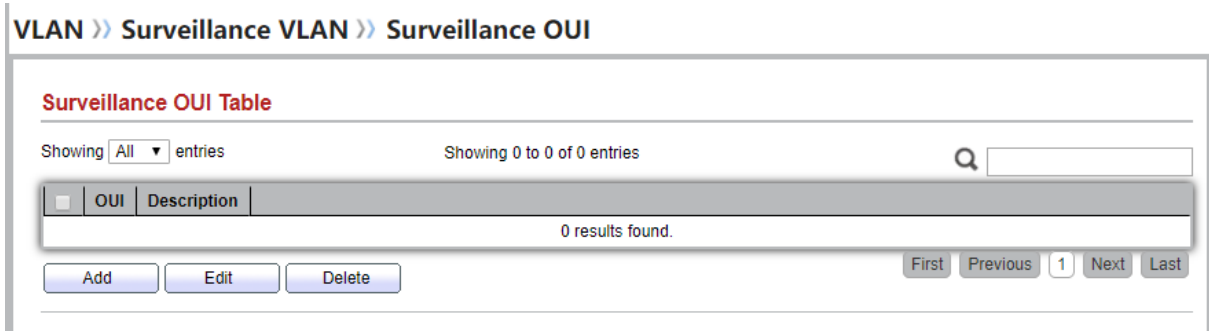 VLAN 》 Surveillance VLAN 》 Surveillance OUI
Surveillance OUI Table
Showing All ▼ entries Showing 0 to 0 of 0 entries
OUI Description
0 results found.
Add Edit Delete First Previous 1 Next Last